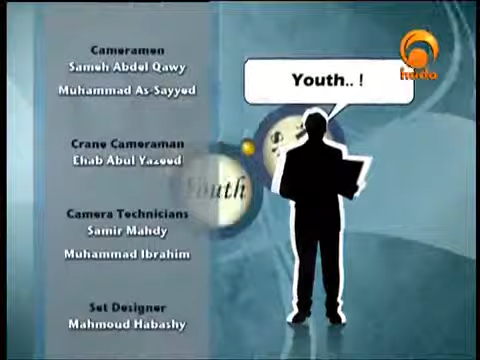 Cameramen
Sameh Abdel Qawy
Muhammad As-Sayyed
Crane Cameraman
Ehab Abul Yazeed
Camera Technicians
Samir Mahdy
Muhammad Ibrahim
Set Designer
Mahmoud Habashy
Youth.. !
huda
Youth